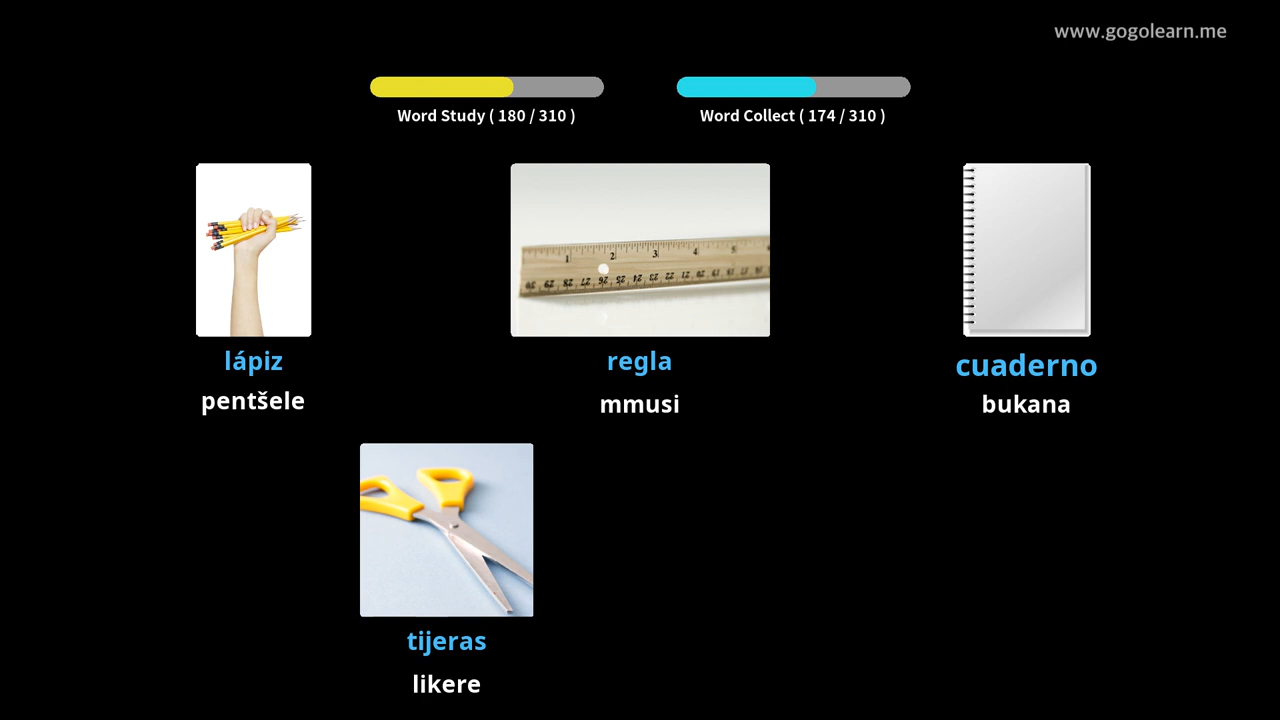 www.gogolearn.me
Word Study ( 180 / 310 )
Word Collect ( 174 / 310 )
lápiz
pentšele
regla
mmusi
cuaderno
bukana
tijeras
likere